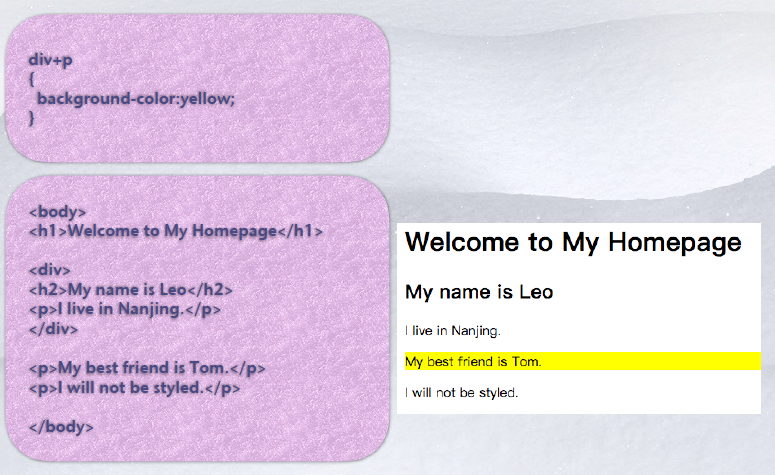 div+p
{
  background-color:yellow;
}
<body>
<h1>Welcome to My Homepage</h1>
<div>
<h2>My name is Leo</h2>
<p>I live in Nanjing.</p>
</div>
<p>My best friend is Tom.</p>
<p>I will not be styled.</p>
</body>
Welcome to My Homepage
My name is Leo
I live in Nanjing.
My best friend is Tom.
I will not be styled.